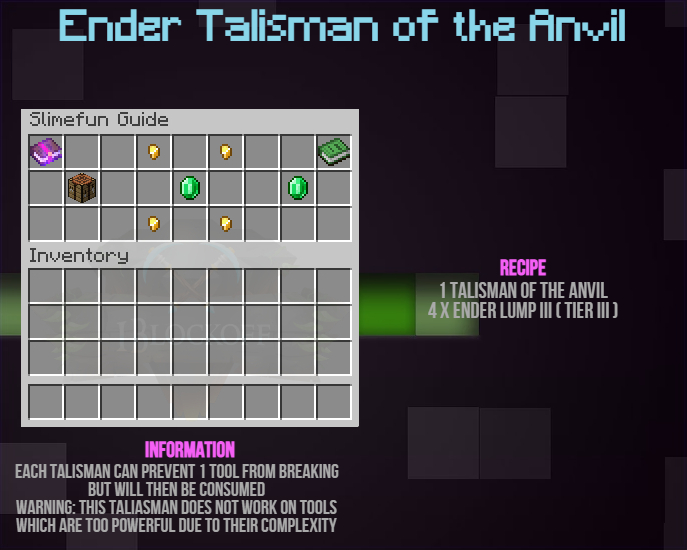 Ender Talisman of the Anvil
Slimefun Guide
Inventory
IBLOCKOFF
RECIPE
1 TALISMAN OF THE ANVIL
4 X ENDER LUMP III ( TIER III )
INFORMATION
EACH TALISMAN CAN PREVENT 1 TOOL FROM BREAKING
BUT WILL THEN BE CONSUMED
WARNING: THIS TALIASMAN DOES NOT WORK ON TOOLS
WHICH ARE TOO POWERFUL DUE TO THEIR COMPLEXITY